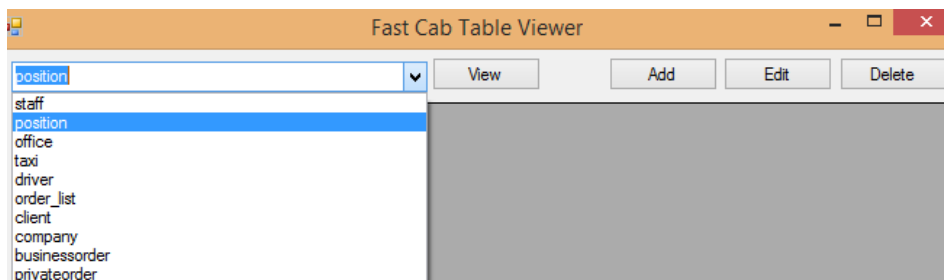 Fast Cab Table Viewer
position View Add Edit Delete
staff
position
office
taxi
driver
order_list
client
company
businessorder
privateorder